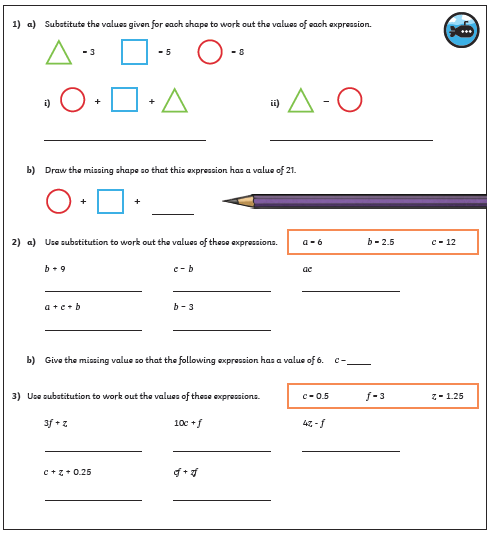 1) a) Substitute the values given for each shape to work out the values of each expression.
= 3 = 5 = 8
i) + + ii) –
b) Draw the missing shape so that this expression has a value of 21.
+ +
2) a) Use substitution to work out the values of these expressions. a = 6 b = 2.5 c = 12
b + 9 c – b ac
a + c + b b – 3
b) Give the missing value so that the following expression has a value of 6. c –
3) Use substitution to work out the values of these expressions. c = 0.5 f = 3 z = 1.25
3f + z 10c + f 4z - f
c + z + 0.25 cf + zf